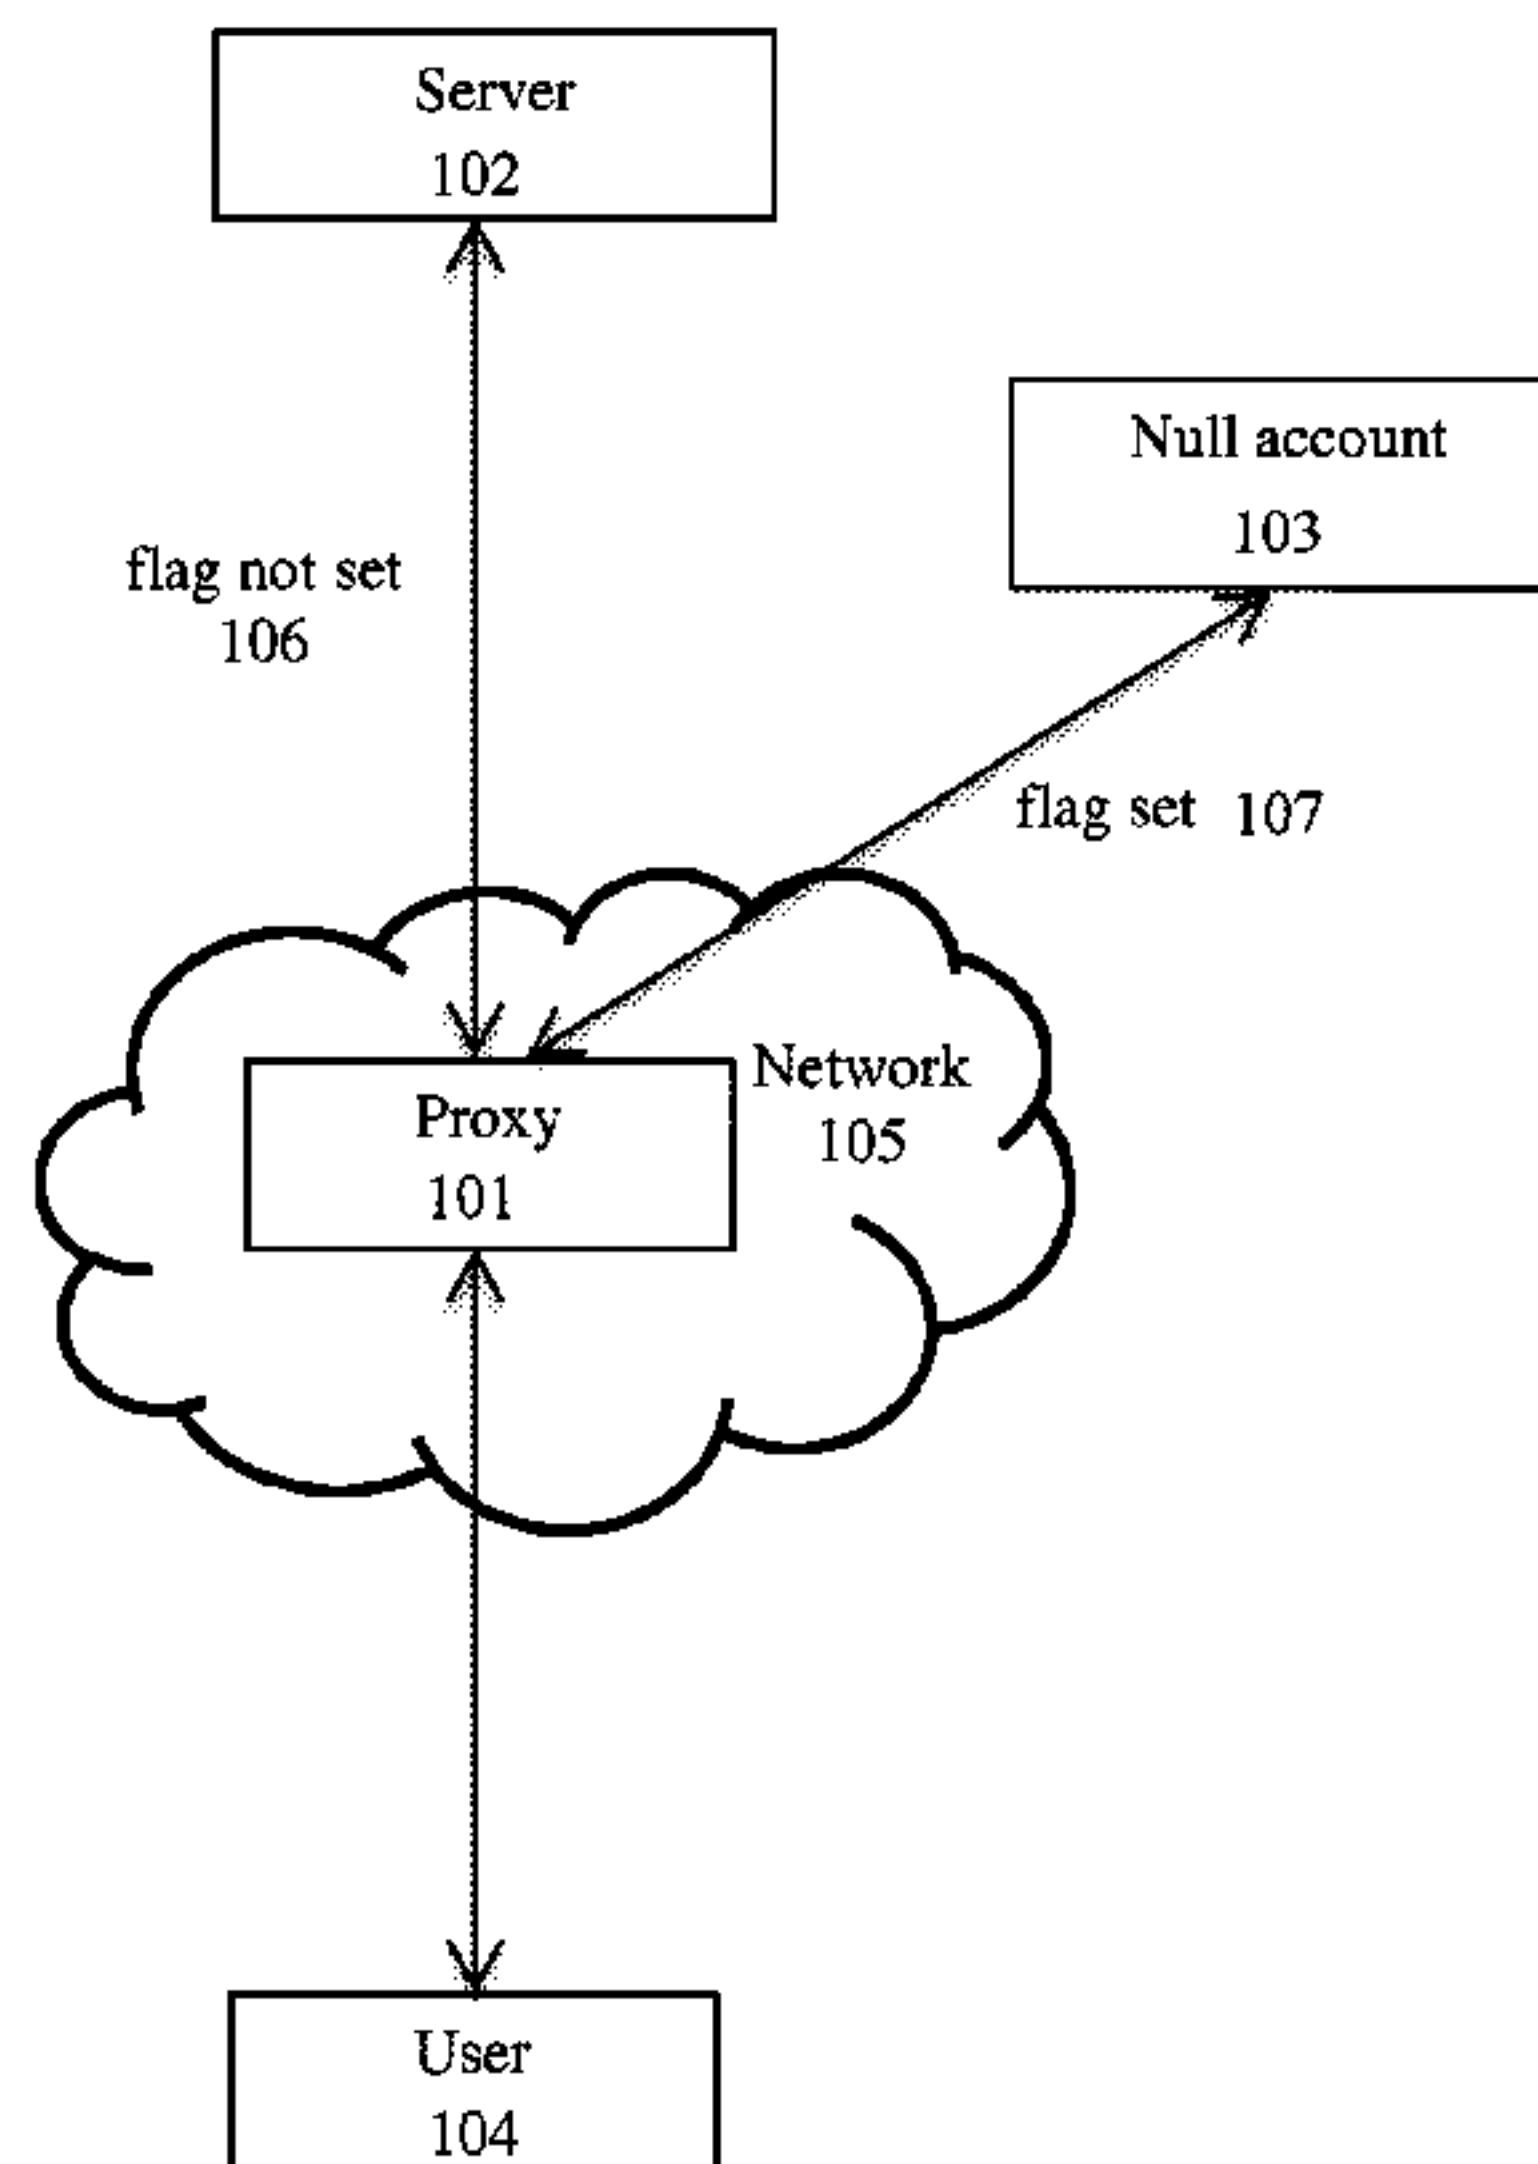 Server
102
Null account
103
flag not set
106
flag set 107
Network
105
Proxy
101
User
104